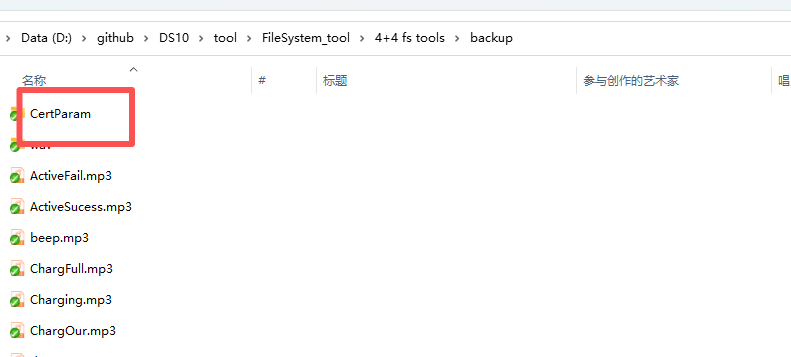 Data (D:) > github > DS10 > tool > FileSystem_tool > 4+4 fs tools > backup
名称 # 标题 参与创作的艺术家 唱
CertParam
wav
ActiveFail.mp3
ActiveSucess.mp3
beep.mp3
ChargFull.mp3
Charging.mp3
ChargOur.mp3